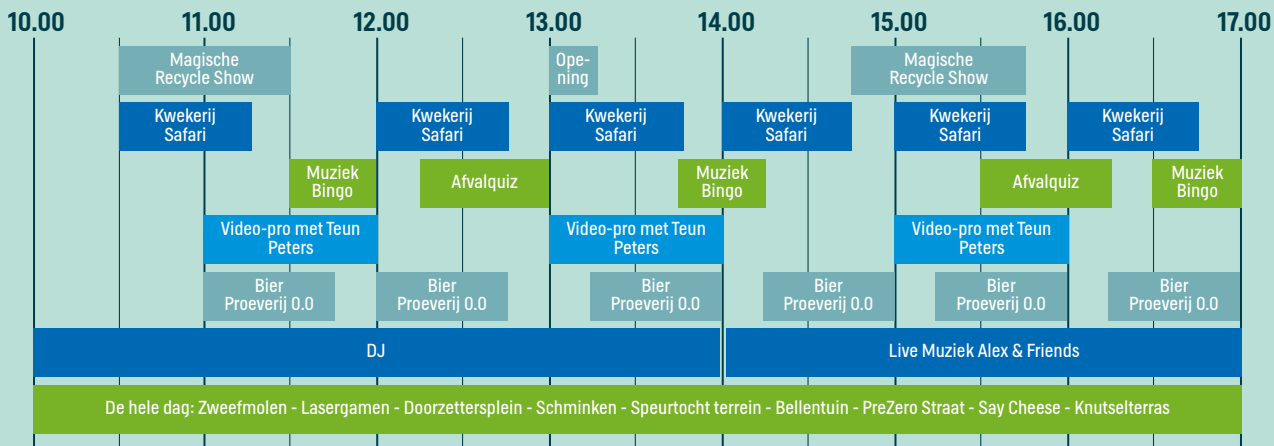 10.00 11.00 12.00 13.00 14.00 15.00 16.00 17.00
Magische
Recycle Show
Ope-
ning
Magische
Recycle Show
Kwekerij
Safari
Kwekerij
Safari
Kwekerij
Safari
Kwekerij
Safari
Kwekerij
Safari
Kwekerij
Safari
Muziek
Bingo
Afvalquiz
Muziek
Bingo
Afvalquiz
Muziek
Bingo
Video-pro met Teun
Peters
Video-pro met Teun
Peters
Video-pro met Teun
Peters
Bier
Proeverij 0.0
Bier
Proeverij 0.0
Bier
Proeverij 0.0
Bier
Proeverij 0.0
Bier
Proeverij 0.0
Bier
Proeverij 0.0
DJ
Live Muziek Alex & Friends
De hele dag: Zweefmolen - Lasergamen - Doorzettersplein - Schminken - Speurtocht terrein - Bellentuin - PreZero Straat - Say Cheese - Knutselterras